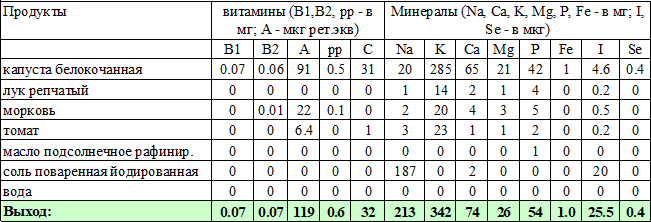 Продукты витамины (B1,B2, pp - в мг; A - мкг рет.экв) Минералы (Na, Ca, K, Mg, P, Fe - в мг; I, Se - в мкг)
B1 B2 A pp C Na K Ca Mg P Fe I Se
капуста белокочанная 0.07 0.06 91 0.5 31 20 285 65 21 42 1 4.6 0.4
лук репчатый 0 0 0 0 0 1 14 2 1 4 0 0.2 0
морковь 0 0.01 22 0.1 0 2 20 4 3 5 0 0.5 0
томат 0 0 6.4 0 1 3 23 1 1 2 0 0.2 0
масло подсолнечное рафинир. 0 0 0 0 0 0 0 0 0 1 0 0 0
соль поваренная йодированная 0 0 0 0 0 187 0 2 0 0 0 20 0
вода 0 0 0 0 0 0 0 0 0 0 0 0 0
Выход: 0.07 0.07 119 0.6 32 213 342 74 26 54 1.0 25.5 0.4